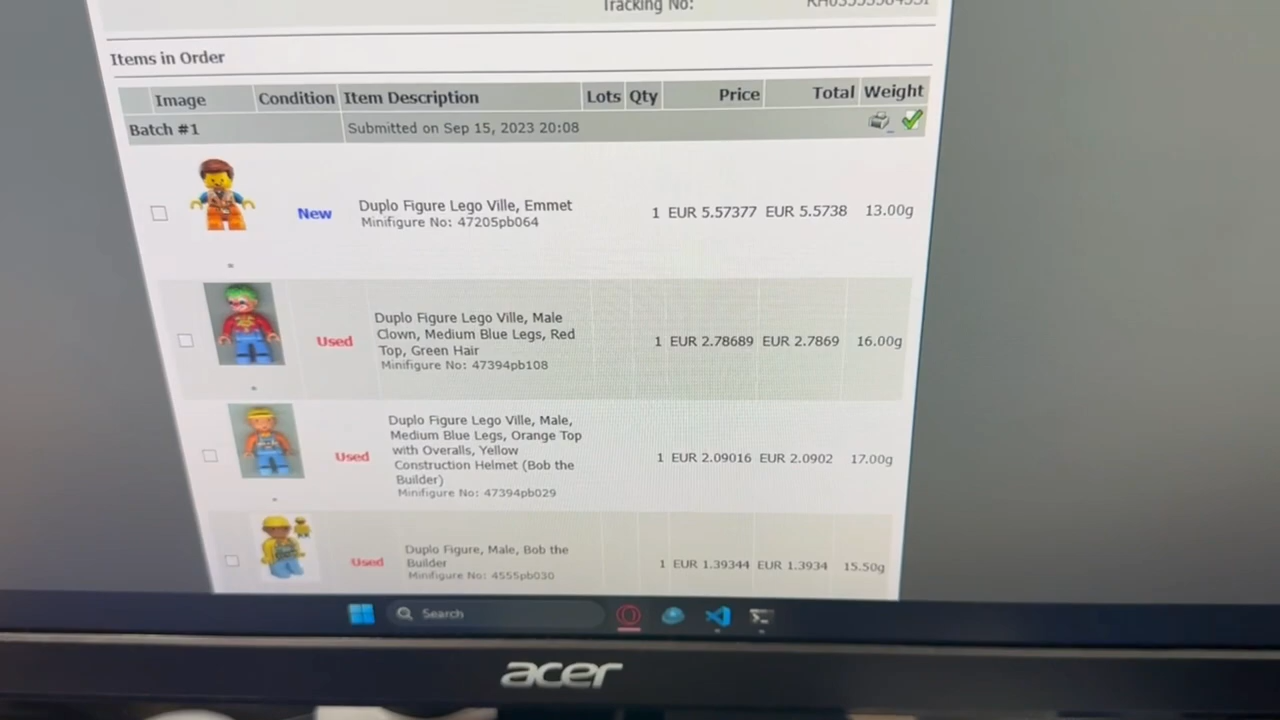 Tracking No:
Items in Order
Image Condition Item Description Lots Qty Price Total Weight
Batch #1 Submitted on Sep 15, 2023 20:08
New Duplo Figure Lego Ville, Emmet 1 EUR 5.57377 EUR 5.5738 13.00g
Minifigure No: 47205pb064
Duplo Figure Lego Ville, Male
Clown, Medium Blue Legs, Red
Used Top, Green Hair 1 EUR 2.78689 EUR 2.7869 16.00g
Minifigure No: 47394pb108
Duplo Figure Lego Ville, Male,
Medium Blue Legs, Orange Top
with Overalls, Yellow
Used Construction Helmet (Bob the 1 EUR 2.09016 EUR 2.0902 17.00g
Builder)
Minifigure No: 47394pb029
Duplo Figure, Male, Bob the
Used Builder 1 EUR 1.39344 EUR 1.3934 15.50g
Minifigure No: 4555pb030
Search
acer